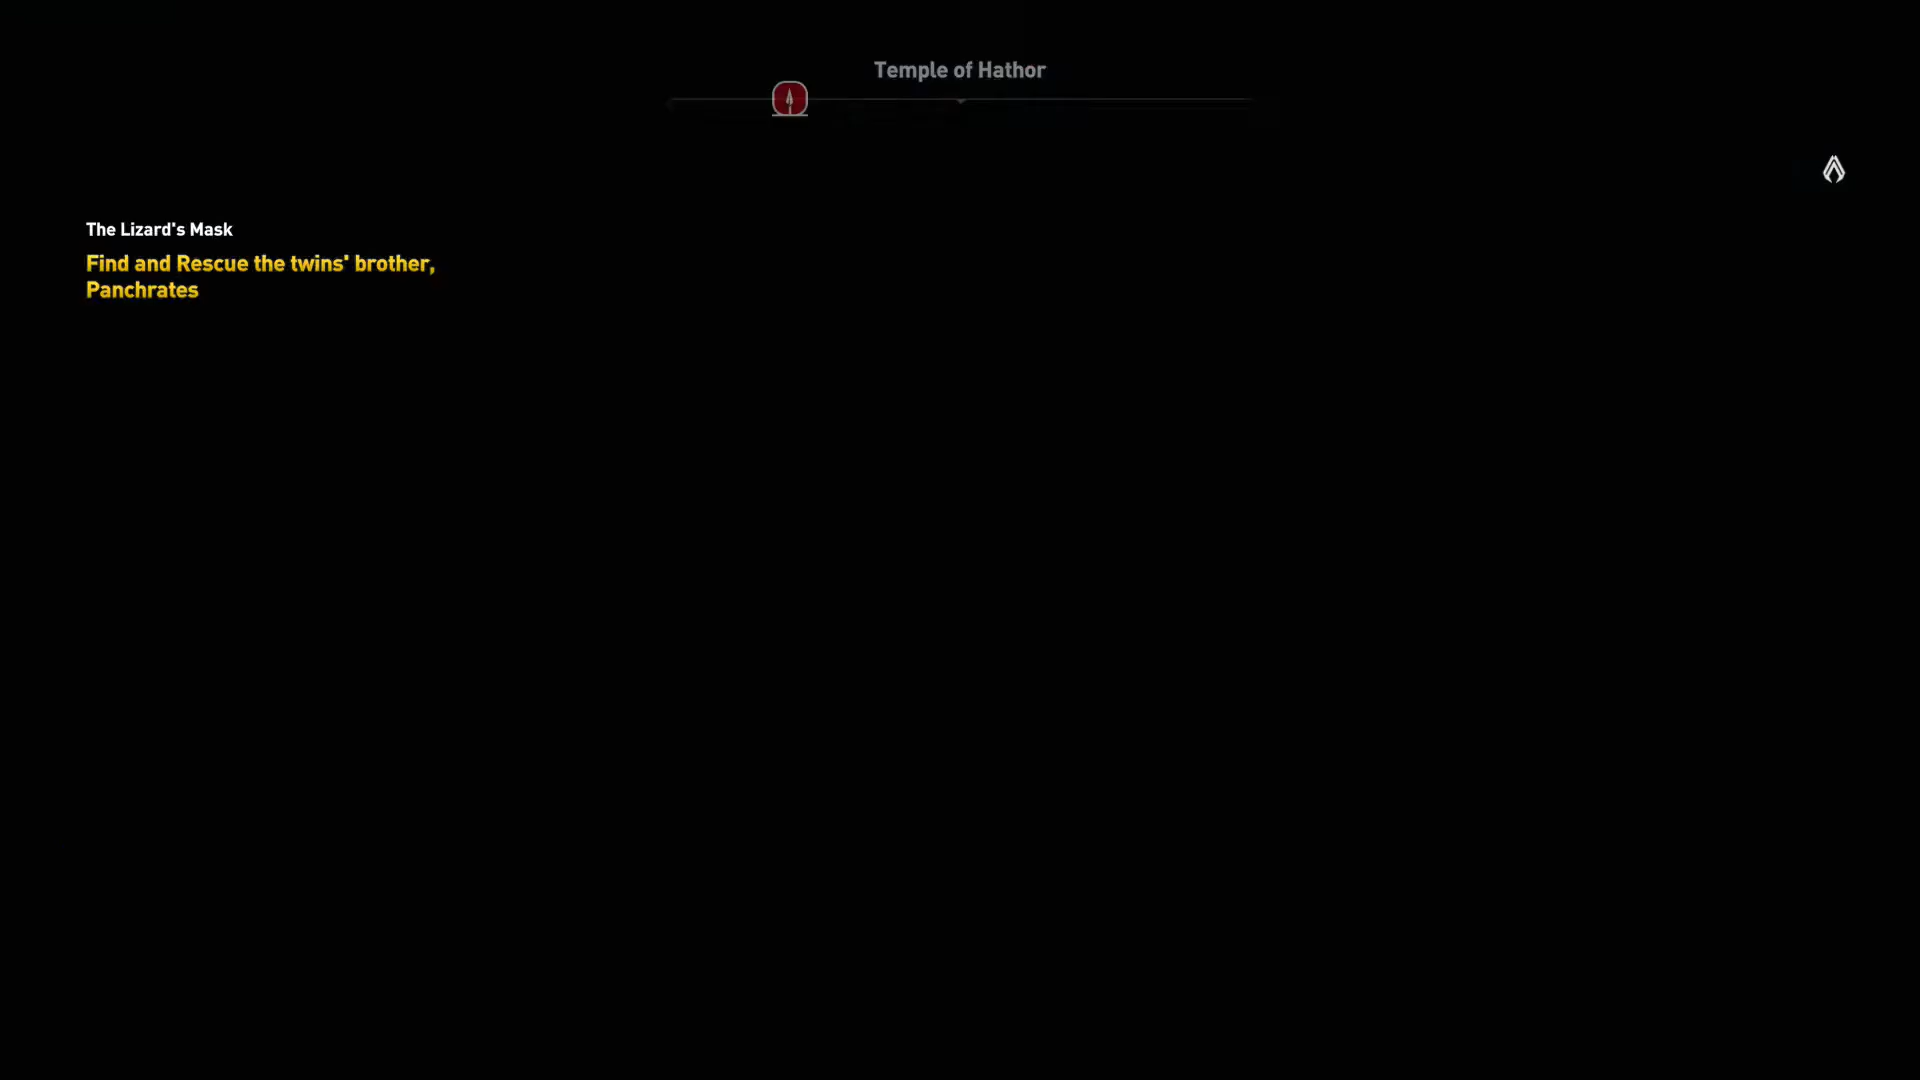 Temple of Hathor
The Lizard's Mask
Find and Rescue the twins' brother,
Panchrates